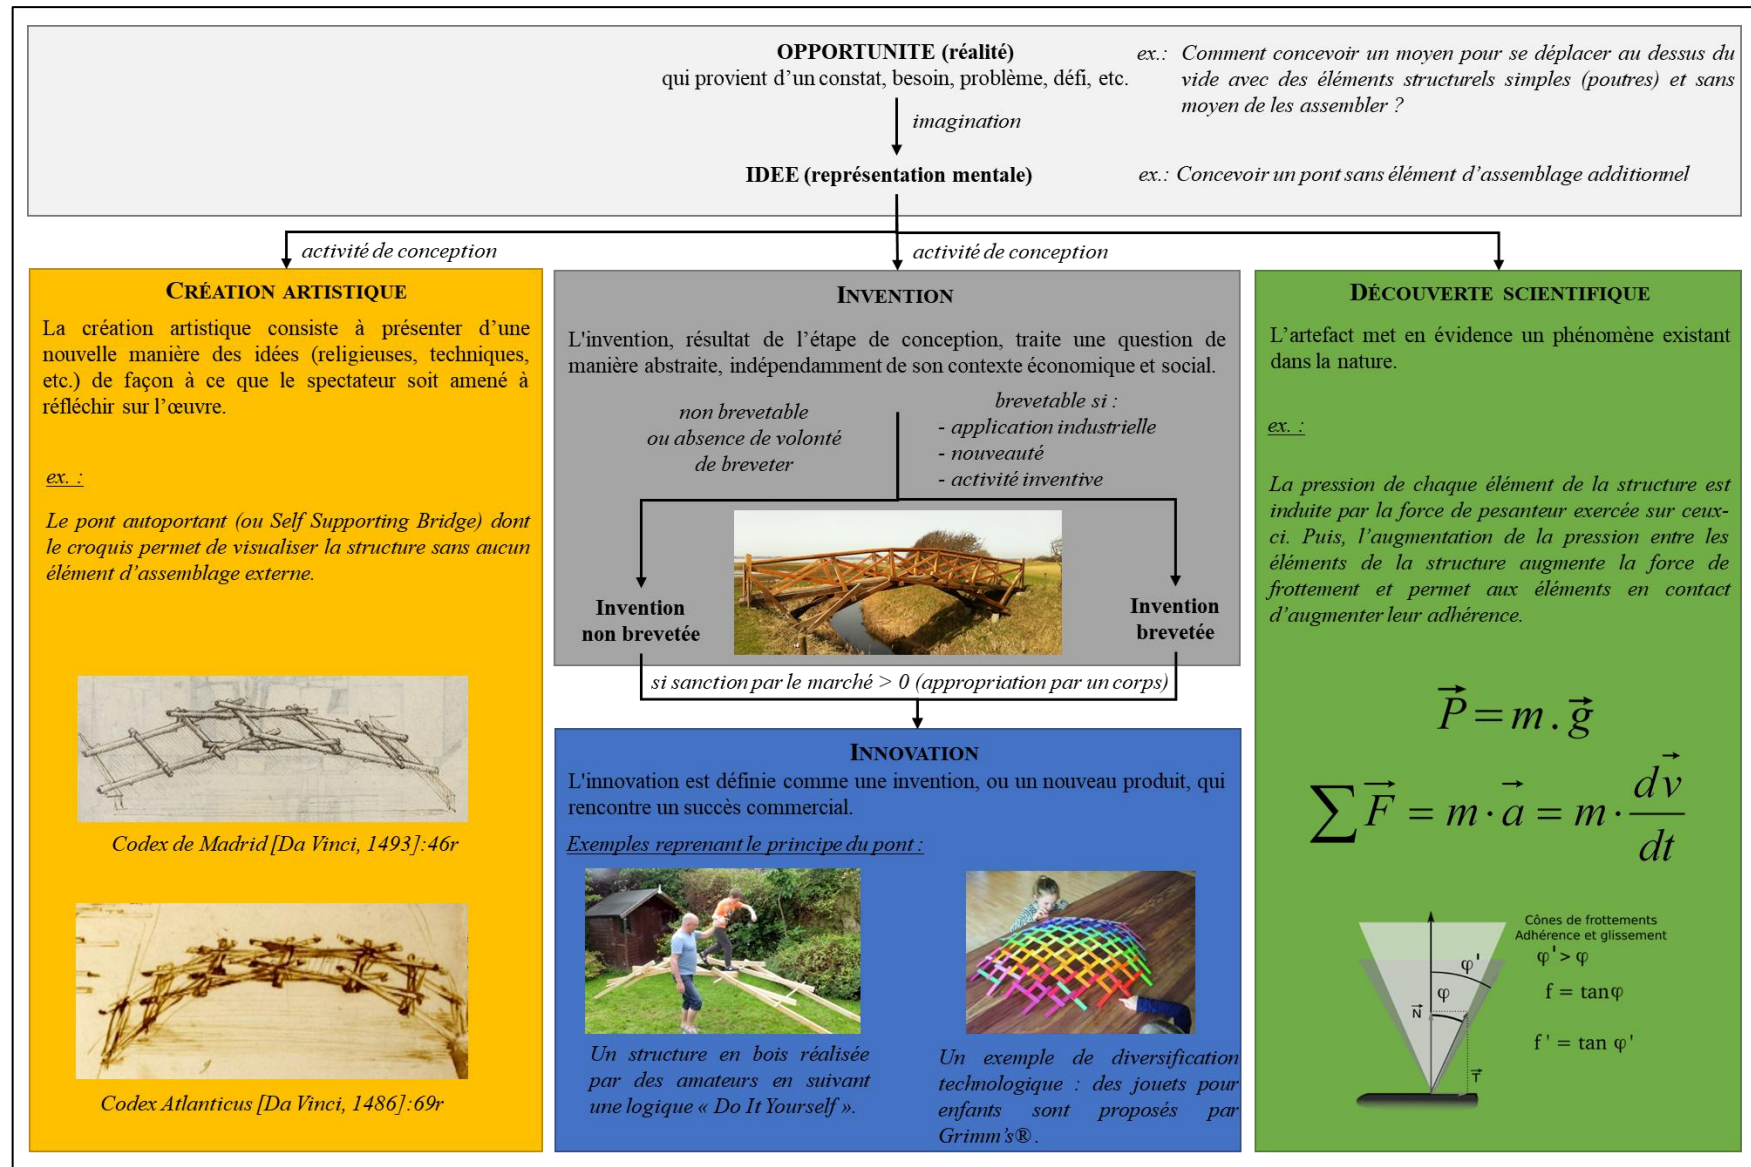 OPPORTUNITE (réalité)
qui provient d’un constat, besoin, problème, défi, etc.
ex.: Comment concevoir un moyen pour se déplacer au dessus du
vide avec des éléments structurels simples (poutres) et sans
moyen de les assembler ?
imagination
IDEE (représentation mentale)
ex.: Concevoir un pont sans élément d’assemblage additionnel
activité de conception
activité de conception
CRÉATION ARTISTIQUE
La création artistique consiste à présenter d’une
nouvelle manière des idées (religieuses, techniques,
etc.) de façon à ce que le spectateur soit amené à
réfléchir sur l’œuvre.
ex. :
Le pont autoportant (ou Self Supporting Bridge) dont
le croquis permet de visualiser la structure sans aucun
élément d’assemblage externe.
Codex de Madrid [Da Vinci, 1493]:46r
Codex Atlanticus [Da Vinci, 1486]:69r
INVENTION
L'invention, résultat de l’étape de conception, traite une question de
manière abstraite, indépendamment de son contexte économique et social.
non brevetable
ou absence de volonté
de breveter
brevetable si :
- application industrielle
- nouveauté
- activité inventive
Invention
non brevetée
Invention
brevetée
si sanction par le marché > 0 (appropriation par un corps)
INNOVATION
L'innovation est définie comme une invention, ou un nouveau produit, qui
rencontre un succès commercial.
Exemples reprenant le principe du pont :
Un structure en bois réalisée
par des amateurs en suivant
une logique « Do It Yourself ».
Un exemple de diversification
technologique : des jouets pour
enfants sont proposés par
Grimm’s®.
DÉCOUVERTE SCIENTIFIQUE
L’artefact met en évidence un phénomène existant
dans la nature.
ex. :
La pression de chaque élément de la structure est
induite par la force de pesanteur exercée sur ceux-
ci. Puis, l’augmentation de la pression entre les
éléments de la structure augmente la force de
frottement et permet aux éléments en contact
d’augmenter leur adhérence.
P⃗ = m . g⃗
∑ F⃗ = m · a⃗ = m · dv⃗/dt
Cônes de frottements
Adhérence et glissement
φ'> φ
φ'
φ
f = tanφ
N⃗
f ' = tan φ'
T⃗